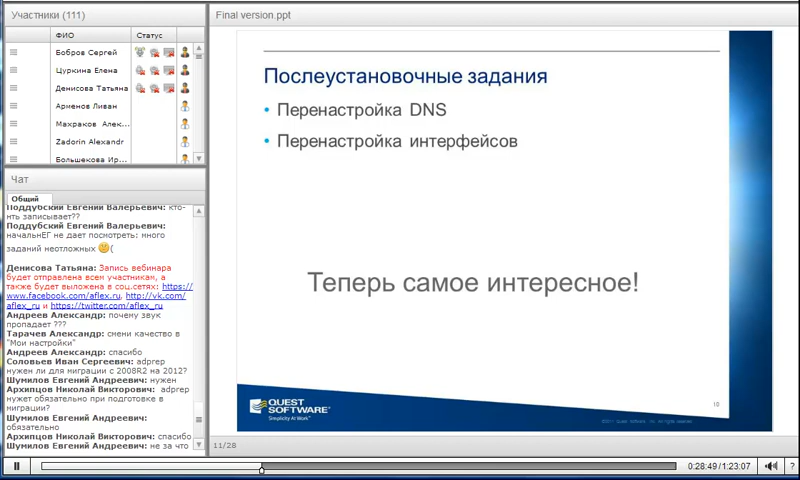 Участники (111)
ФИО
Статус
Бобров Сергей
Цуркина Елена
Денисова Татьяна
Арменов Ливан
Махраков Алек...
Zadorin Alexandr
Большекова Ир...
Чат
Общий
Поддубский Евгений Валерьевич: кто-
нть записывает??
Поддубский Евгений Валерьевич:
начальнЕГ не дает посмотреть: много
заданий неотложных (
Денисова Татьяна: Запись вебинара
будет отправлена всем участникам, а
также будет выложена в соц.сетях: https://
www.facebook.com/aflex.ru, http://vk.com/
aflex_ru и https://twitter.com/aflex_ru
Андреев Александр: почему звук
пропадает ???
Тарачев Александр: смени качество в
"Мои настройки"
Андреев Александр: спасибо
Соловьев Иван Сергеевич: adprep
нужен ли для миграции с 2008R2 на 2012?
Шумилов Евгений Андреевич: нужен
Архипцов Николай Викторович: adprep
нужет обязательно при подготовке в
миграции?
Шумилов Евгений Андреевич:
обязательно
Архипцов Николай Викторович: спасибо
Шумилов Евгений Андреевич: не за что
Final version.ppt
Послеустановочные задания
• Перенастройка DNS
• Перенастройка интерфейсов
Теперь самое интересное!
QUEST
SOFTWARE®
Simplicity At Work™
10
11/28
0:28:49/1:23:07
?